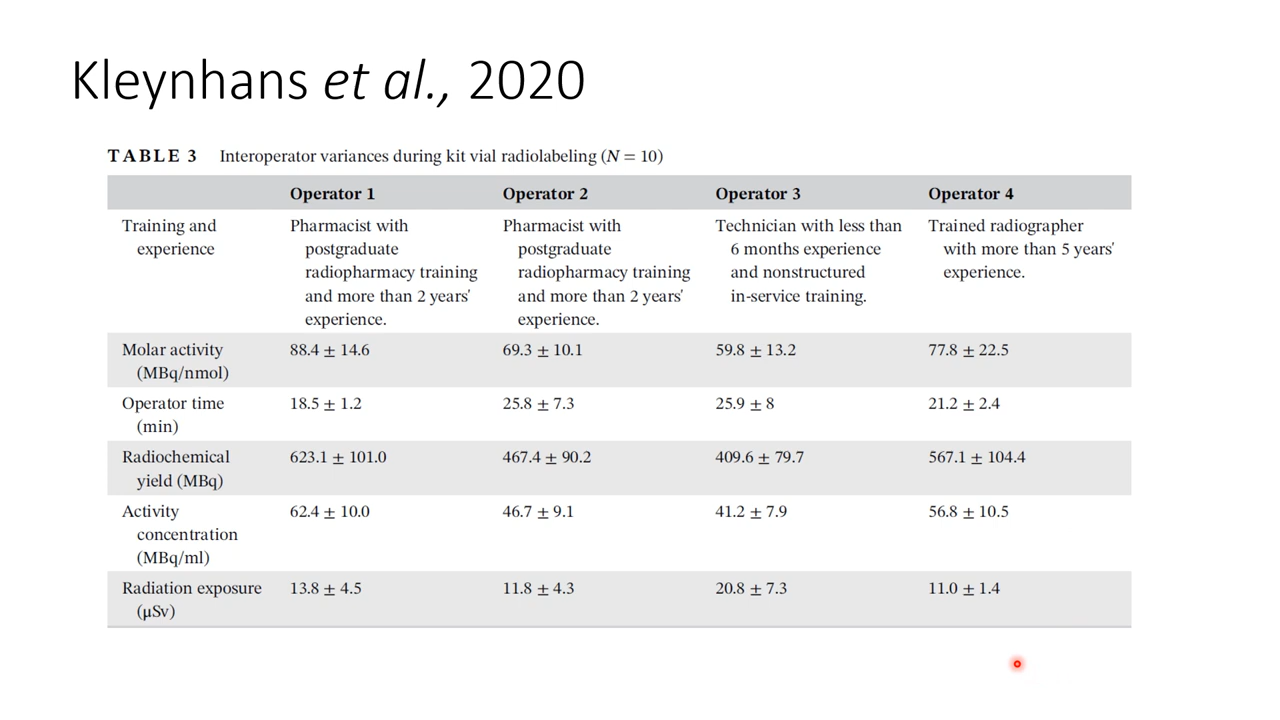 Kleynhans et al., 2020
TABLE 3 Interoperator variances during kit vial radiolabeling (N = 10)
Operator 1 Operator 2 Operator 3 Operator 4
Training and Pharmacist with Pharmacist with Technician with less than Trained radiographer
experience postgraduate postgraduate 6 months experience with more than 5 years'
radiopharmacy training radiopharmacy training and nonstructured experience.
and more than 2 years' and more than 2 years' in-service training.
experience. experience.
Molar activity 88.4 ± 14.6 69.3 ± 10.1 59.8 ± 13.2 77.8 ± 22.5
(MBq/nmol)
Operator time 18.5 ± 1.2 25.8 ± 7.3 25.9 ± 8 21.2 ± 2.4
(min)
Radiochemical 623.1 ± 101.0 467.4 ± 90.2 409.6 ± 79.7 567.1 ± 104.4
yield (MBq)
Activity 62.4 ± 10.0 46.7 ± 9.1 41.2 ± 7.9 56.8 ± 10.5
concentration
(MBq/ml)
Radiation exposure 13.8 ± 4.5 11.8 ± 4.3 20.8 ± 7.3 11.0 ± 1.4
(μSv)